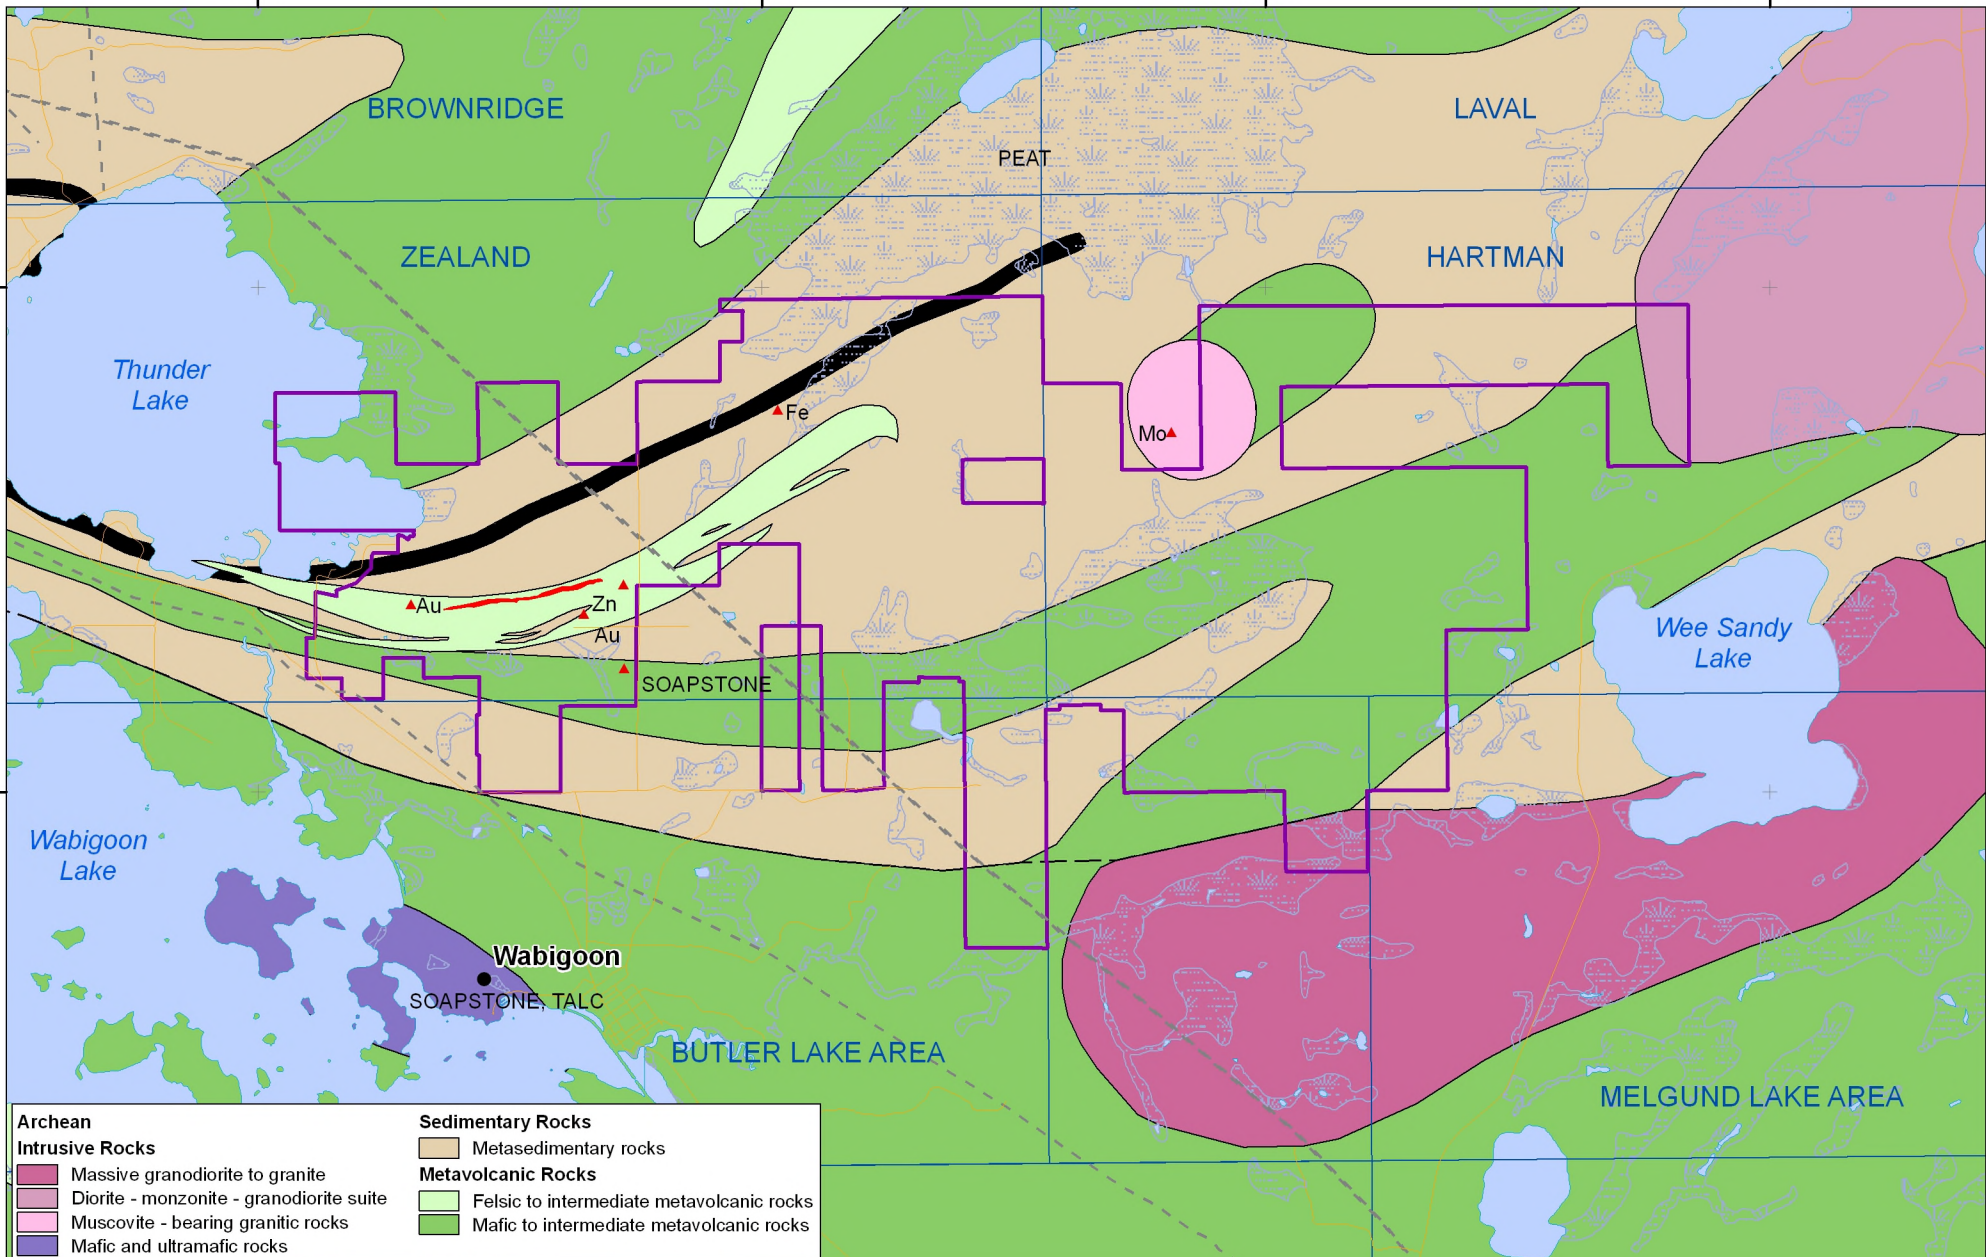 BROWNRIDGE
LAVAL
PEAT
ZEALAND
HARTMAN
Thunder
Lake
Fe
Mo
Au
Zn
Au
Wee Sandy
Lake
SOAPSTONE
Wabigoon
Lake
Wabigoon
SOAPSTONE, TALC
BUTLER LAKE AREA
MELGUND LAKE AREA
Archean
Intrusive Rocks
Massive granodiorite to granite
Diorite - monzonite - granodiorite suite
Muscovite - bearing granitic rocks
Mafic and ultramafic rocks
Sedimentary Rocks
Metasedimentary rocks
Metavolcanic Rocks
Felsic to intermediate metavolcanic rocks
Mafic to intermediate metavolcanic rocks